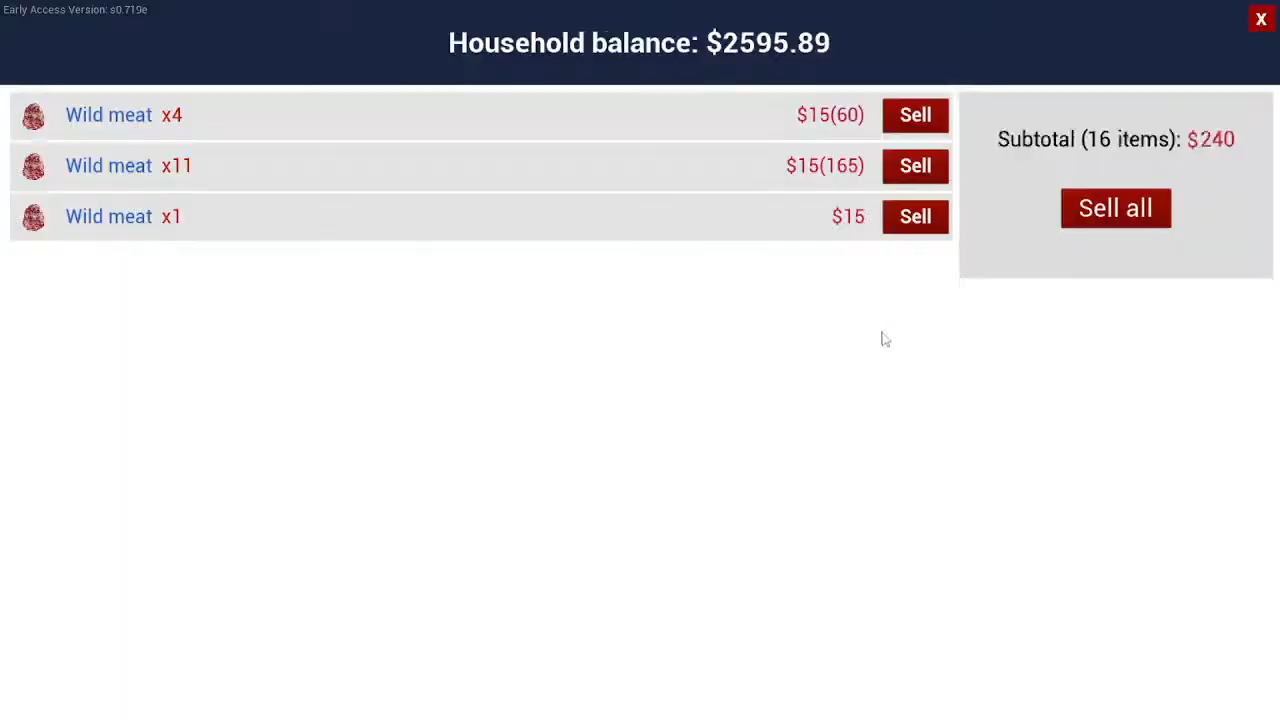 Early Access Version: s0.719e
X
Household balance: $2595.89
Wild meat x4 $15(60) Sell
Wild meat x11 $15(165) Sell
Wild meat x1 $15 Sell
Subtotal (16 items): $240
Sell all